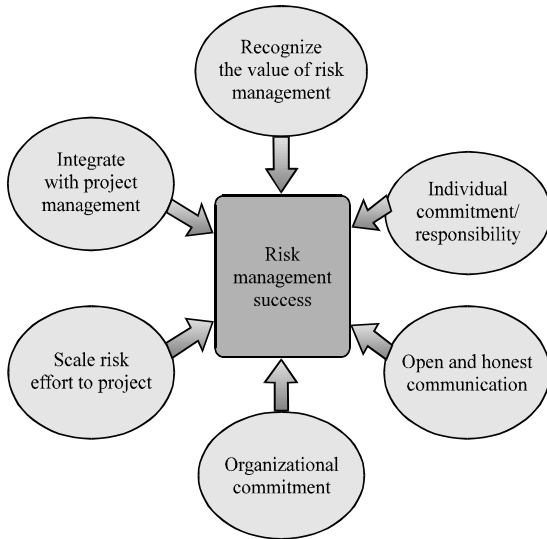 Recognize
the value of risk
management
Integrate
with project
management
Individual
commitment/
responsibility
Risk
management
success
Scale risk
effort to project
Open and honest
communication
Organizational
commitment